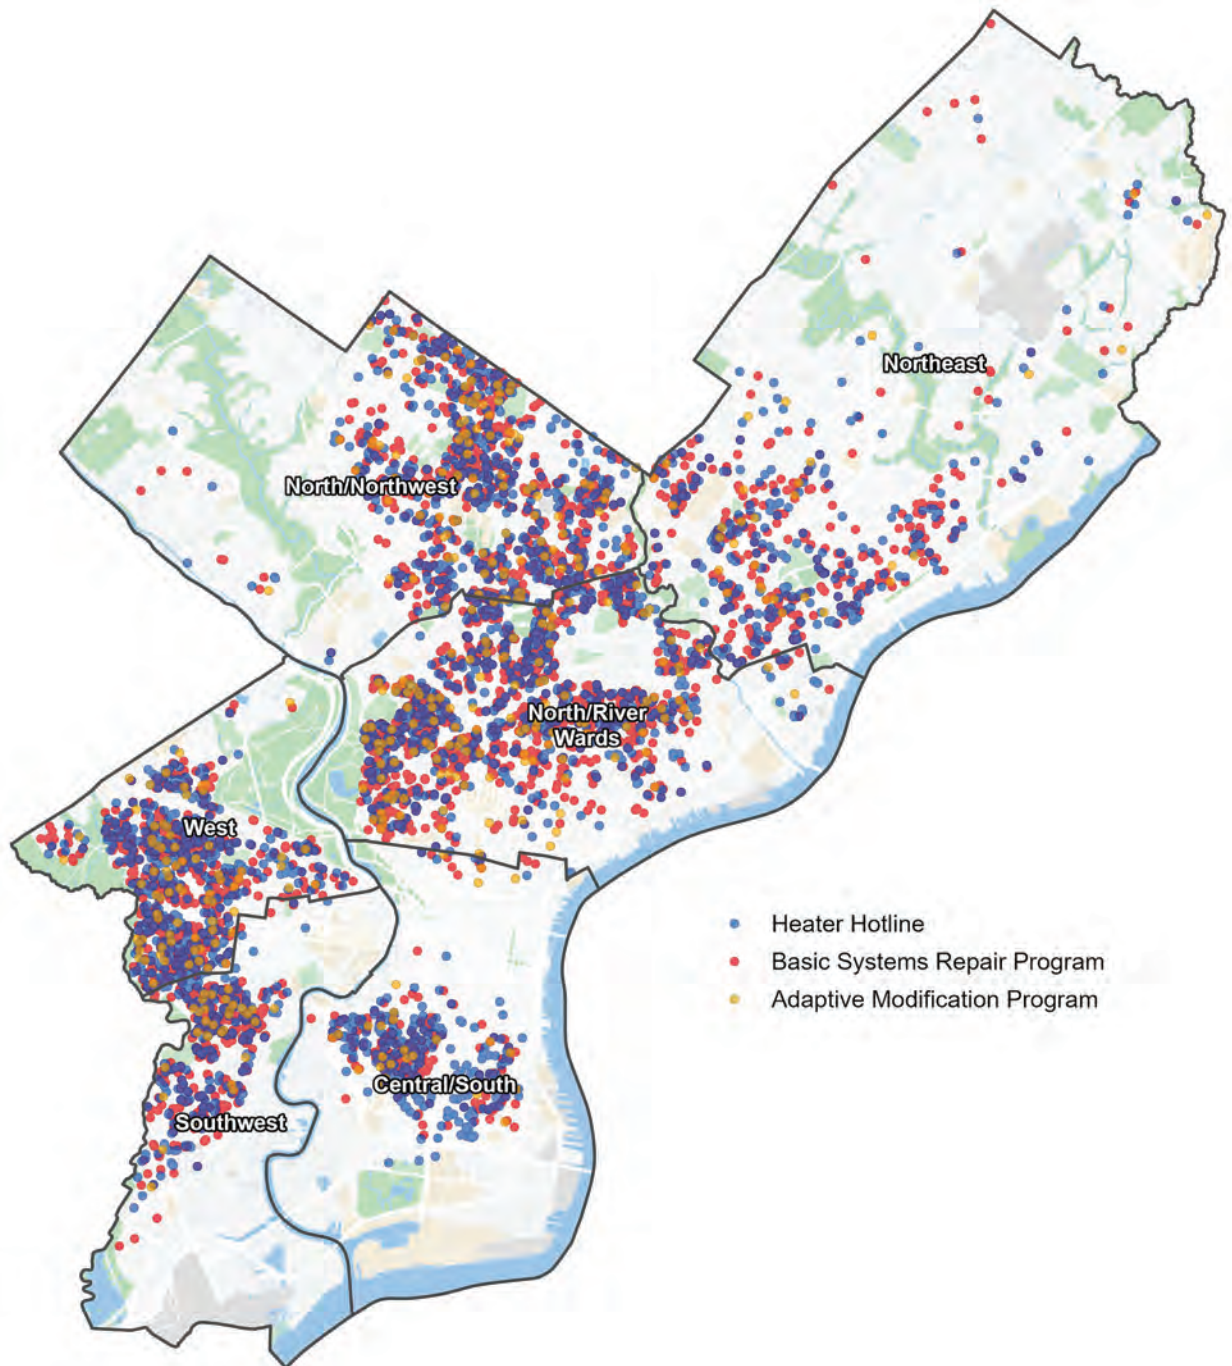 Northeast
North/Northwest
North/River
Wards
West
Heater Hotline
Basic Systems Repair Program
Adaptive Modification Program
Central/South
Southwest